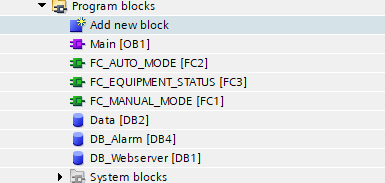 Program blocks
Add new block
Main [OB1]
FC_AUTO_MODE [FC2]
FC_EQUIPMENT_STATUS [FC3]
FC_MANUAL_MODE [FC1]
Data [DB2]
DB_Alarm [DB4]
DB_Webserver [DB1]
System blocks